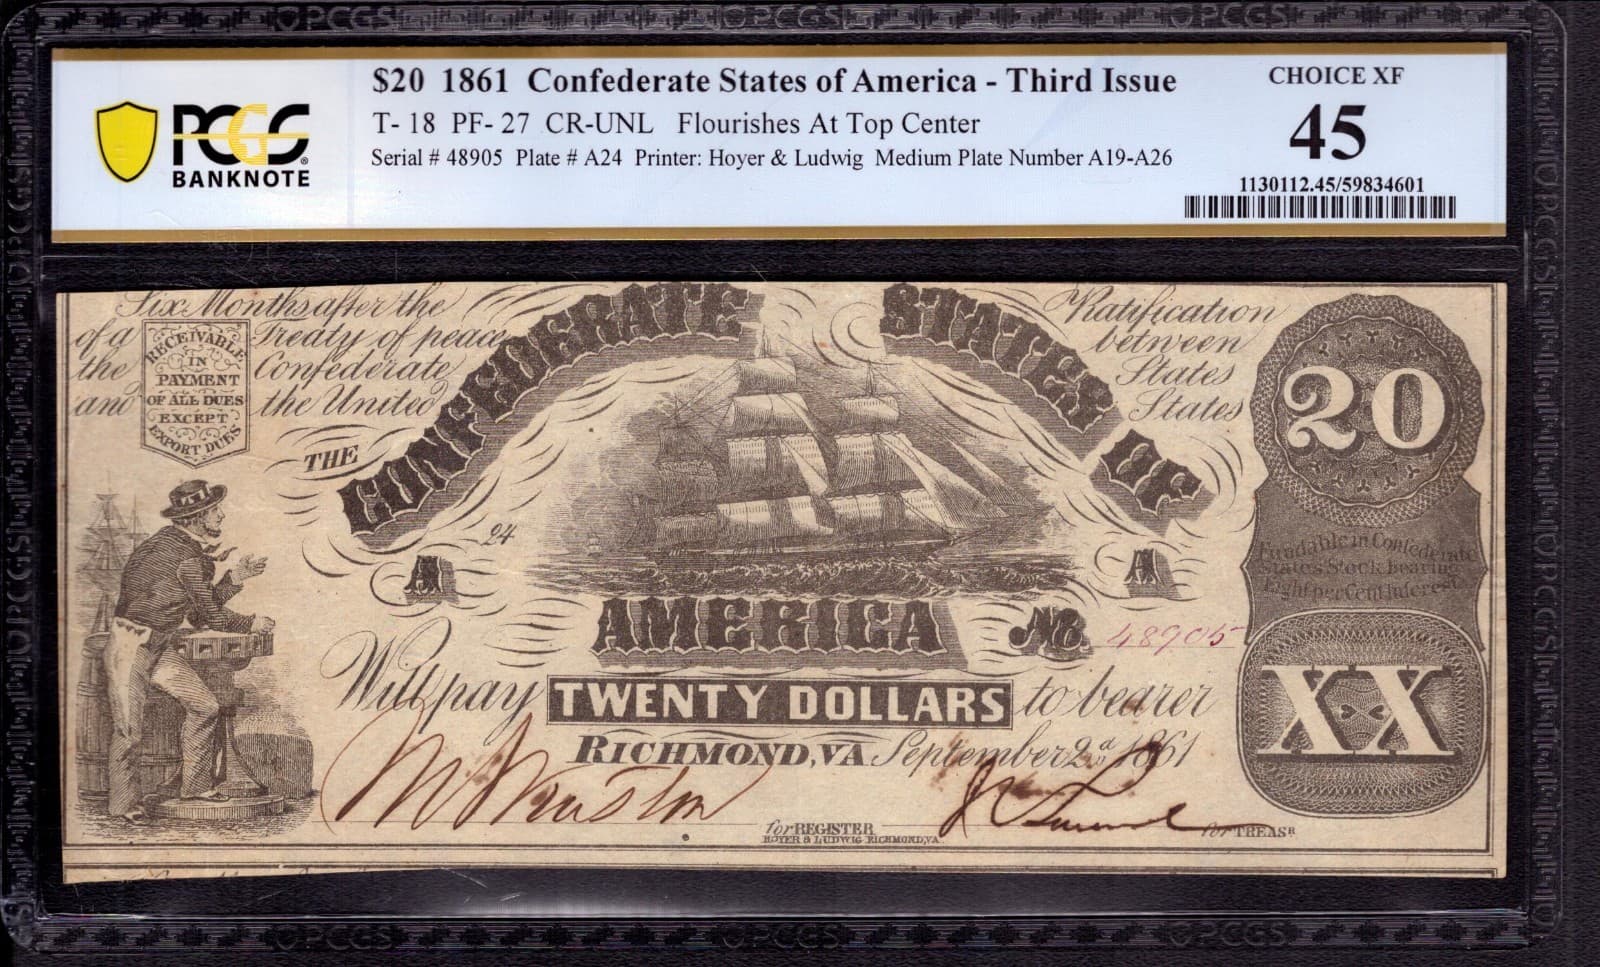 PCGS BANKNOTE
$20 1861 Confederate States of America - Third Issue
T- 18 PF- 27 CR-UNL Flourishes At Top Center
Serial # 48905 Plate # A24 Printer: Hoyer & Ludwig Medium Plate Number A19-A26
CHOICE XF
45
1130112.45/59834601
Six Months after the Ratification
of a Treaty of peace between
the Confederate States
and the United States
RECEIVABLE
IN
PAYMENT
OF ALL DUES
EXCEPT
EXPORT DUES
THE CONFEDERATE STATES OF
20
24
A A
AMERICA
No. 48905
Fundable in Confederate
States Stock bearing
Eight per Cent Interest
Will pay TWENTY DOLLARS to bearer
XX
RICHMOND, VA September 2d 1861
for REGISTER
for TREASR
HOYER & LUDWIG RICHMOND, VA
PCGS PCGS PCGS